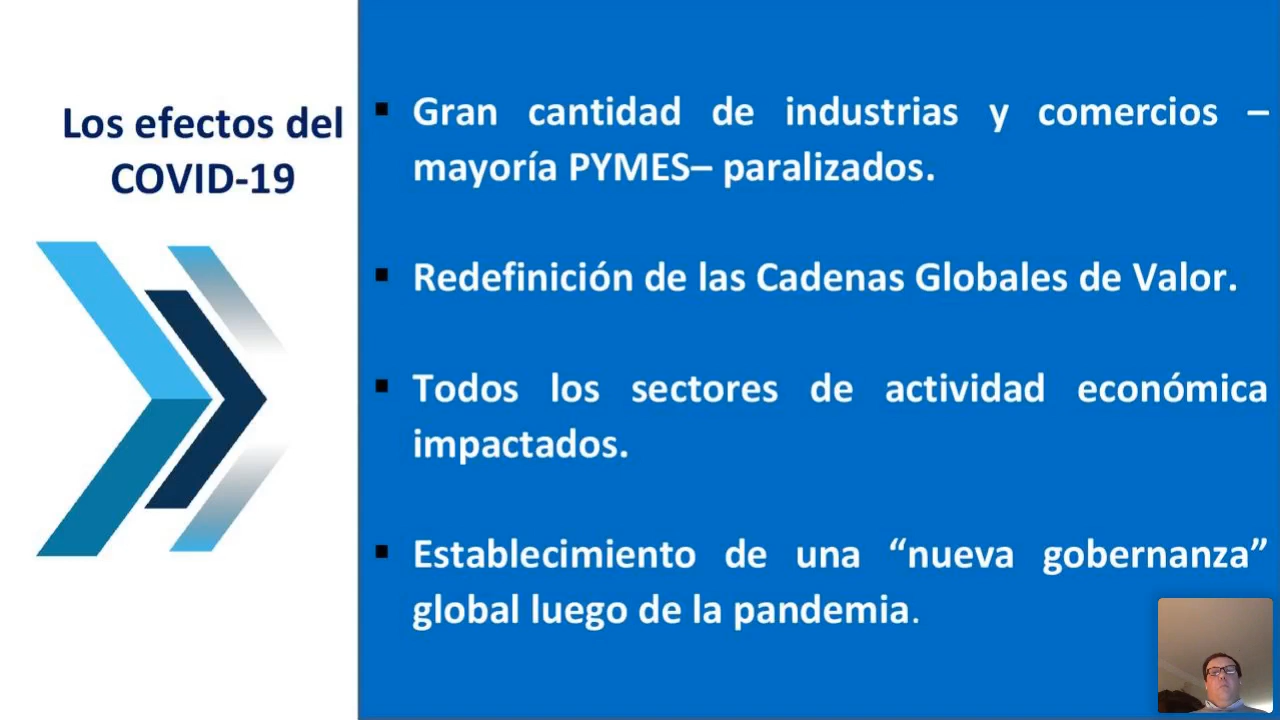 Los efectos del
COVID-19
▪ Gran cantidad de industrias y comercios –
mayoría PYMES– paralizados.
▪ Redefinición de las Cadenas Globales de Valor.
▪ Todos los sectores de actividad económica
impactados.
▪ Establecimiento de una “nueva gobernanza”
global luego de la pandemia.